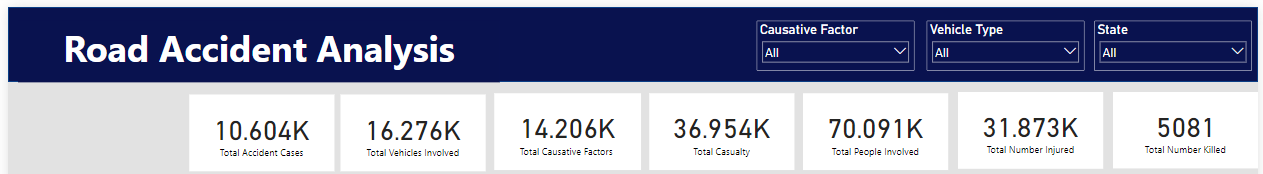 Road Accident Analysis
Causative Factor
All
Vehicle Type
All
State
All
10.604K
Total Accident Cases
16.276K
Total Vehicles Involved
14.206K
Total Causative Factors
36.954K
Total Casualty
70.091K
Total People Involved
31.873K
Total Number Injured
5081
Total Number Killed